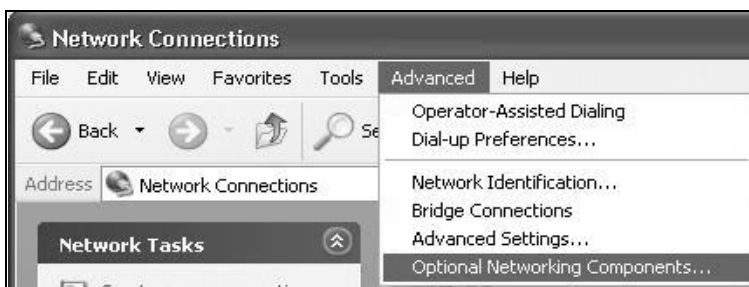 Network Connections
File Edit View Favorites Tools Advanced Help
Back
Operator-Assisted Dialing
Dial-up Preferences...
Address Network Connections
Network Identification...
Bridge Connections
Advanced Settings...
Optional Networking Components...
Network Tasks